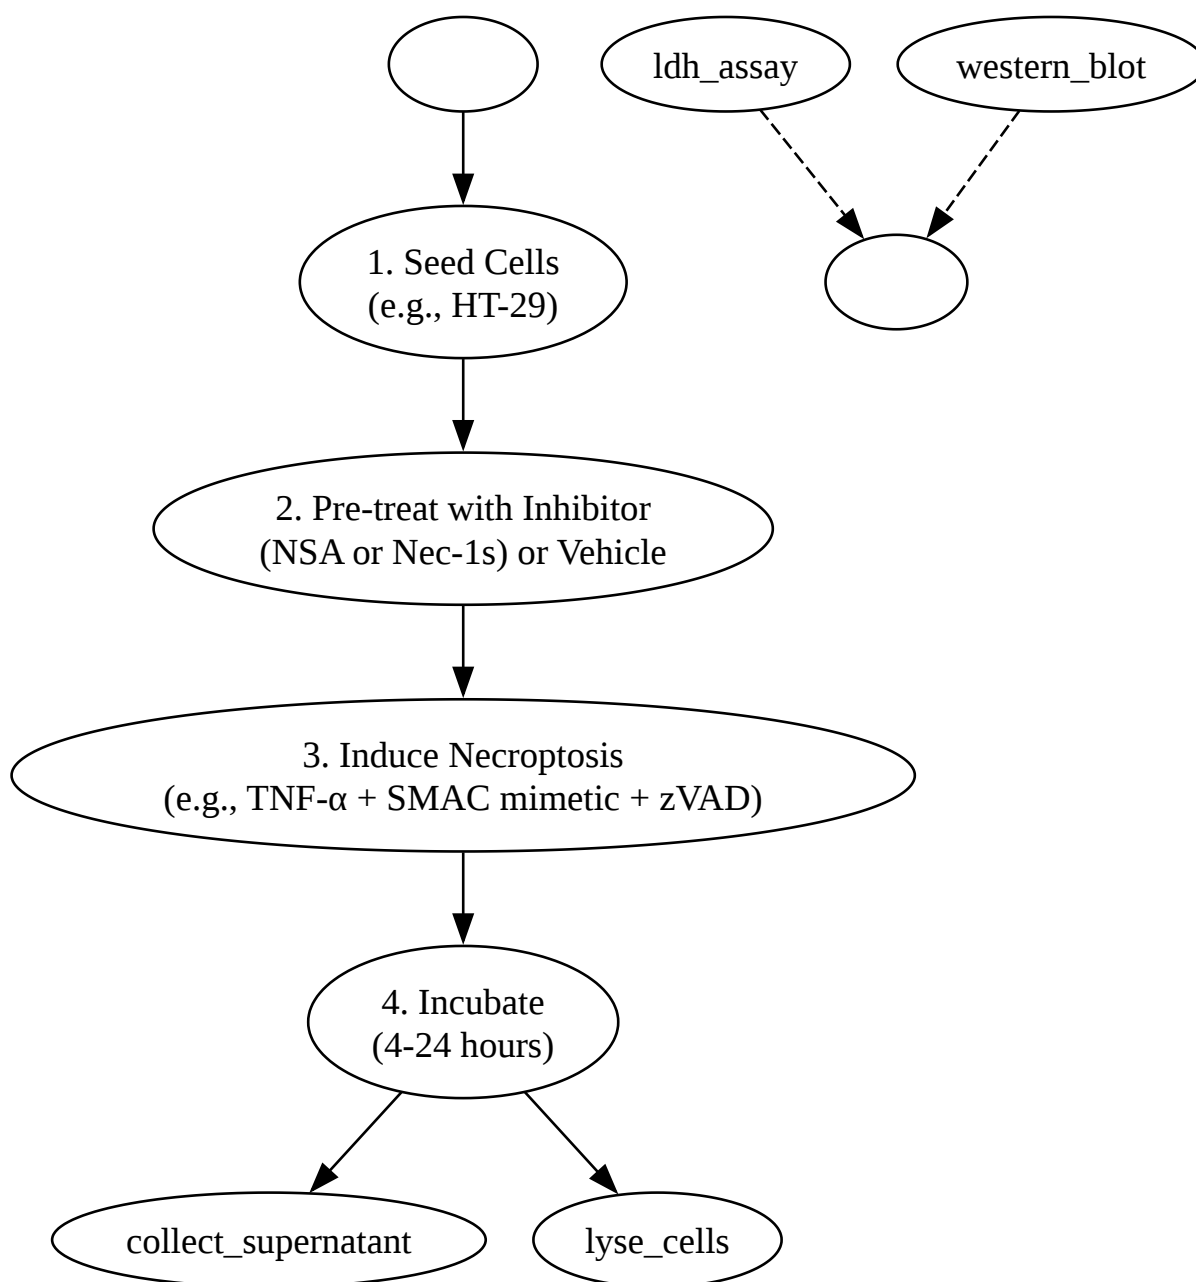 ldh_assay
western_blot
1. Seed Cells
(e.g., HT-29)
2. Pre-treat with Inhibitor
(NSA or Nec-1s) or Vehicle
3. Induce Necroptosis
(e.g., TNF-α + SMAC mimetic + zVAD)
4. Incubate
(4-24 hours)
collect_supernatant
lyse_cells